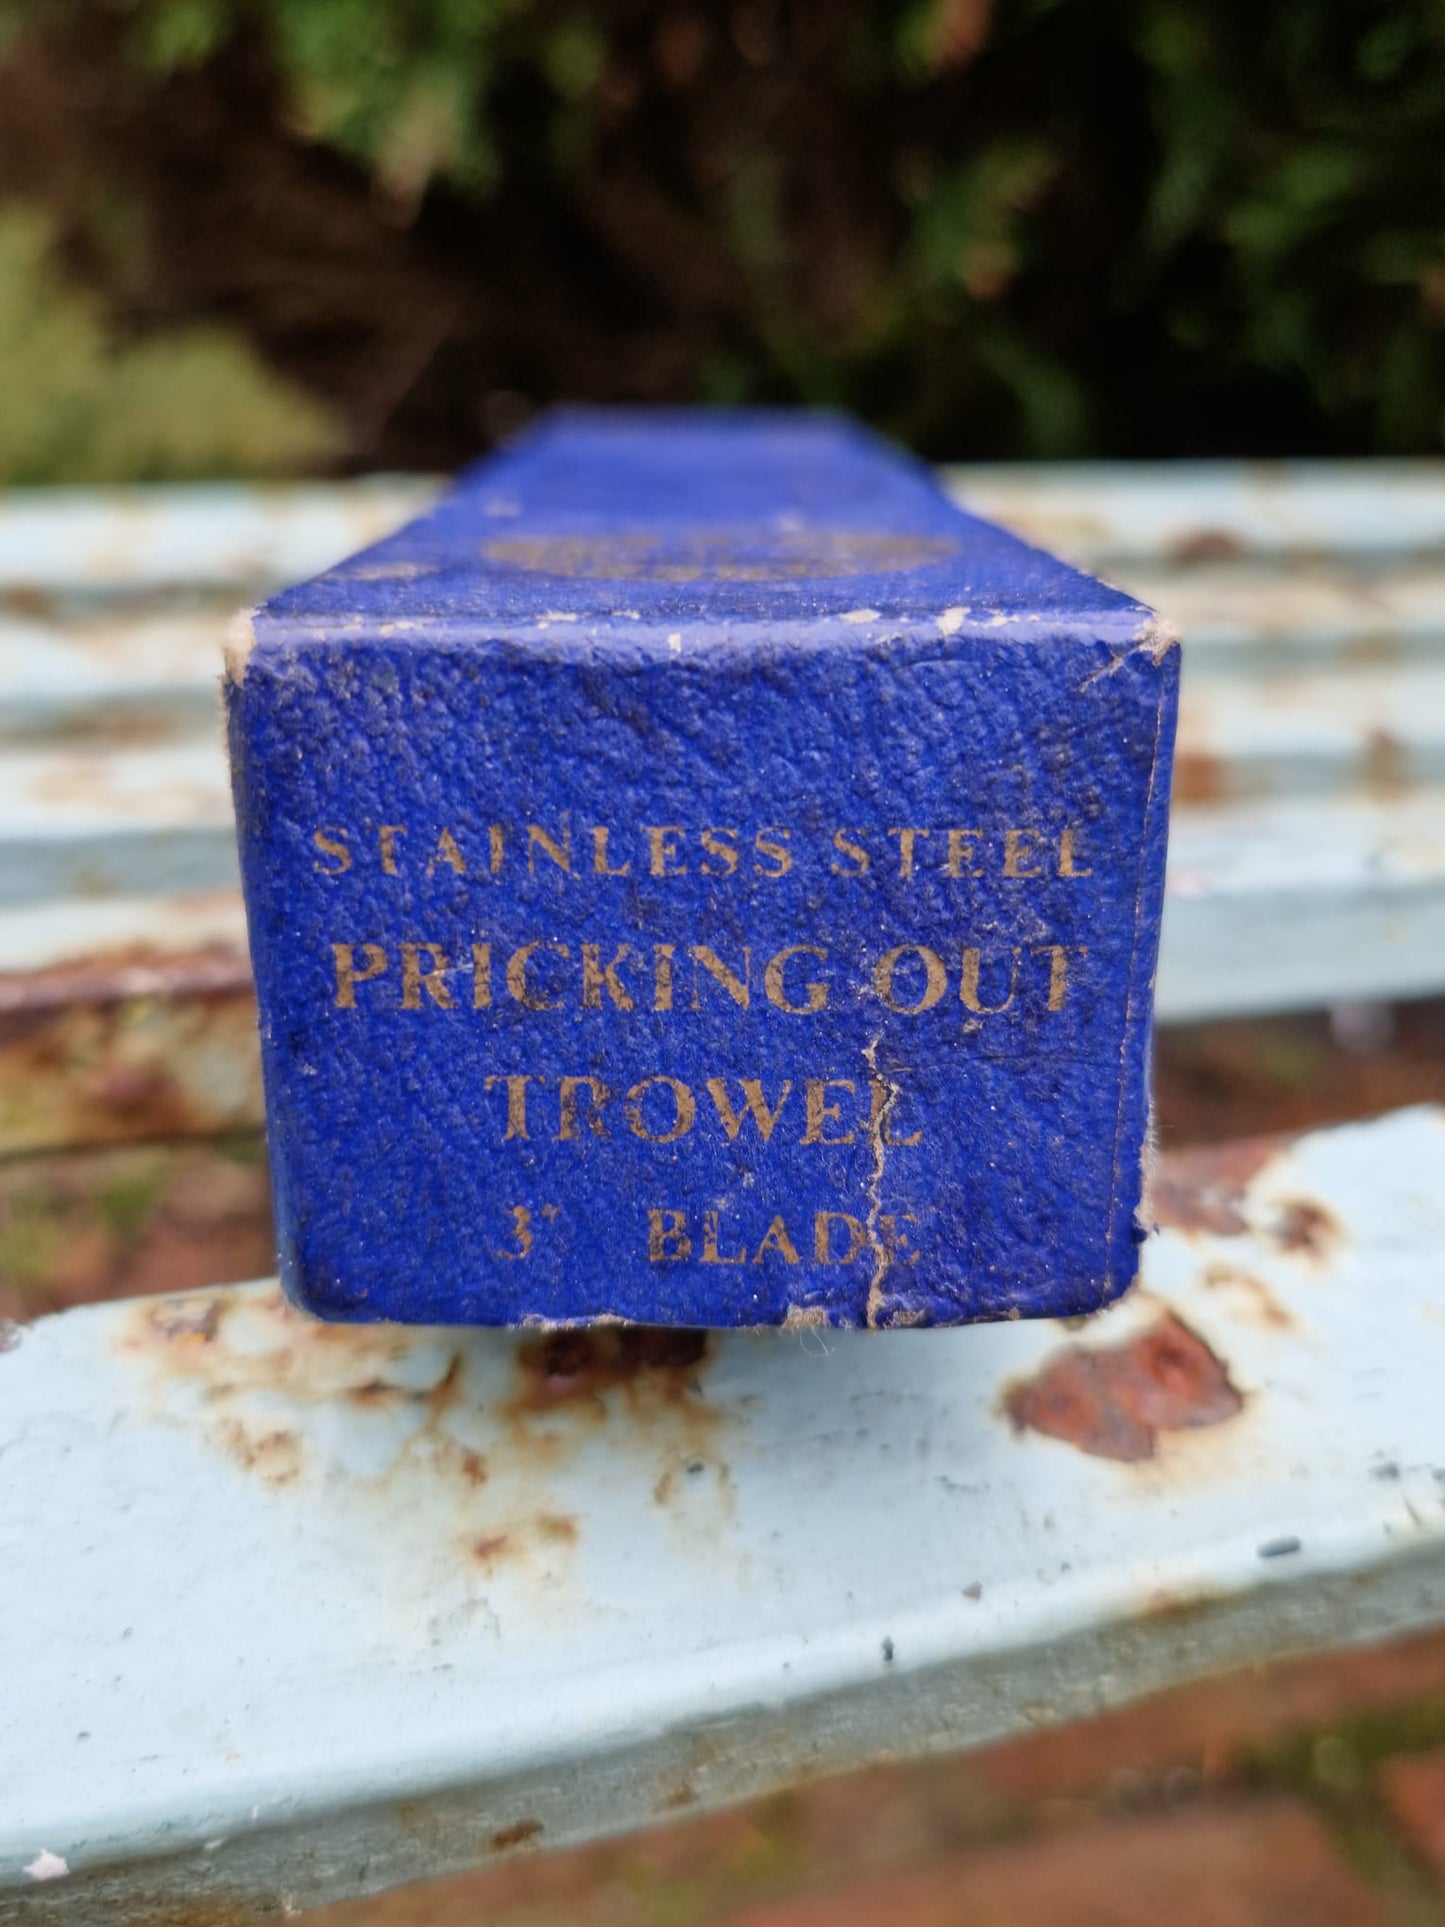 STAINLESS STEEL
PRICKING OUT
TROWEL
3" BLADE